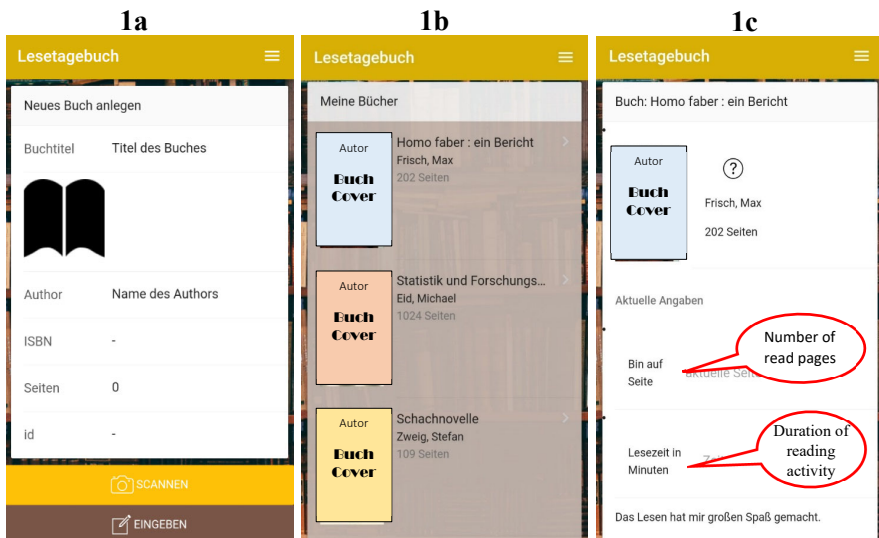 1a
Lesetagebuch
Neues Buch anlegen
Buchtitel Titel des Buches
Author Name des Authors
ISBN -
Seiten 0
id -
SCANNEN
EINGEBEN
1b
Lesetagebuch
Meine Bücher
Autor
Buch
Cover
Homo faber : ein Bericht
Frisch, Max
202 Seiten
Autor
Buch
Cover
Statistik und Forschungs...
Eid, Michael
1024 Seiten
Autor
Buch
Cover
Schachnovelle
Zweig, Stefan
109 Seiten
1c
Lesetagebuch
Buch: Homo faber : ein Bericht
Autor
Buch
Cover
?
Frisch, Max
202 Seiten
Aktuelle Angaben
Number of
read pages
Bin auf
Seite
aktuelle
Duration of
reading
activity
Lesezeit in
Minuten
Das Lesen hat mir großen Spaß gemacht.